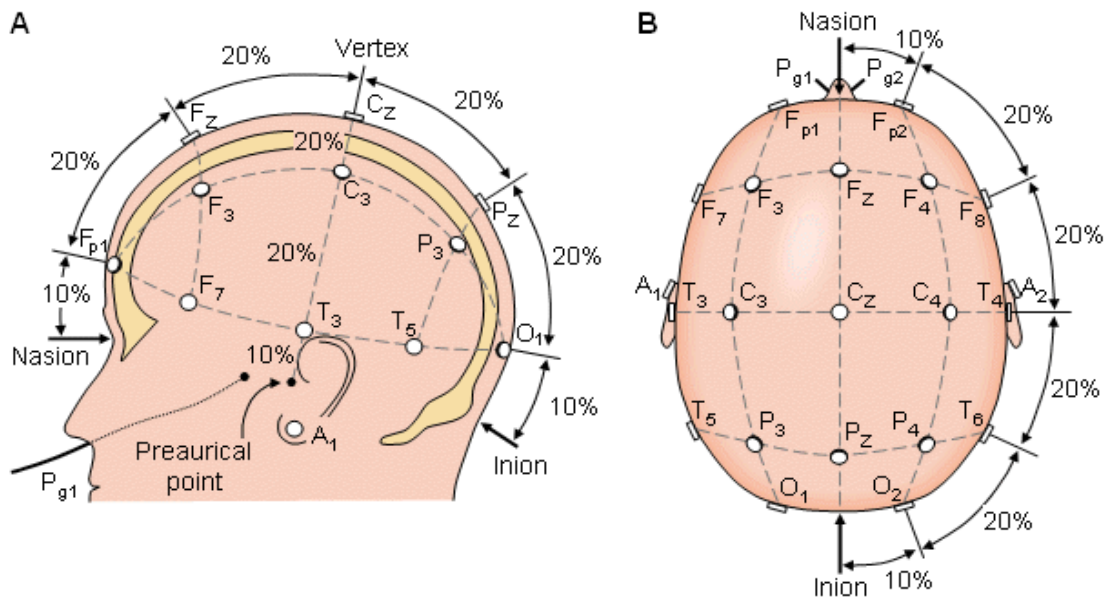 A
20%
Vertex
20%
20%
20%
20%
10%
Nasion
10%
Inion
Preaurical
point
10%
20%
20%
Fp1
Fz
Cz
Pz
F3
C3
P3
F7
T3
T5
O1
A1
Pg1
B
Nasion
10%
Pg1
Pg2
Fp1
Fp2
20%
F7
F3
Fz
F4
F8
20%
A1
T3
C3
Cz
C4
T4
A2
20%
T5
P3
Pz
P4
T6
O1
O2
20%
Inion
10%